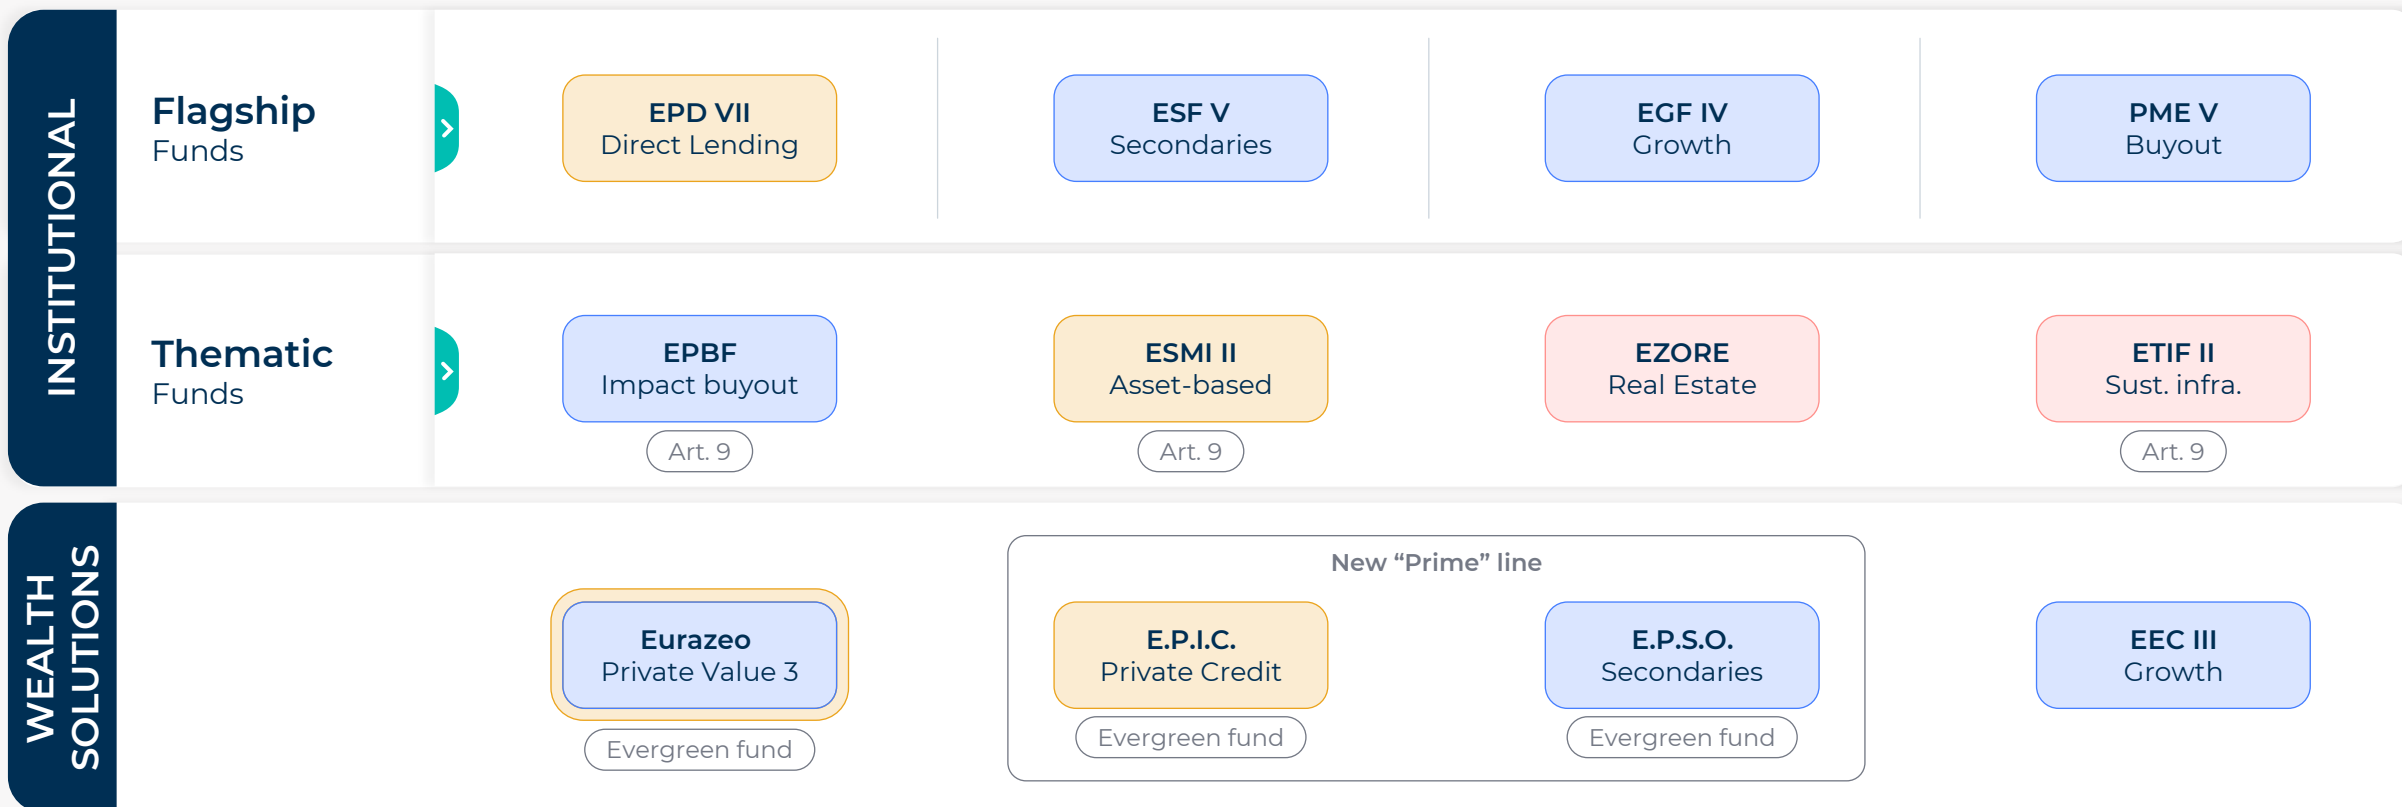 INSTITUTIONAL
Flagship
Funds
EPD VII
Direct Lending
ESF V
Secondaries
EGF IV
Growth
PME V
Buyout
Thematic
Funds
EPBF
Impact buyout
Art. 9
ESMI II
Asset-based
Art. 9
EZORE
Real Estate
ETIF II
Sust. infra.
Art. 9
WEALTH
SOLUTIONS
Eurazeo
Private Value 3
Evergreen fund
New “Prime” line
E.P.I.C.
Private Credit
Evergreen fund
E.P.S.O.
Secondaries
Evergreen fund
EEC III
Growth